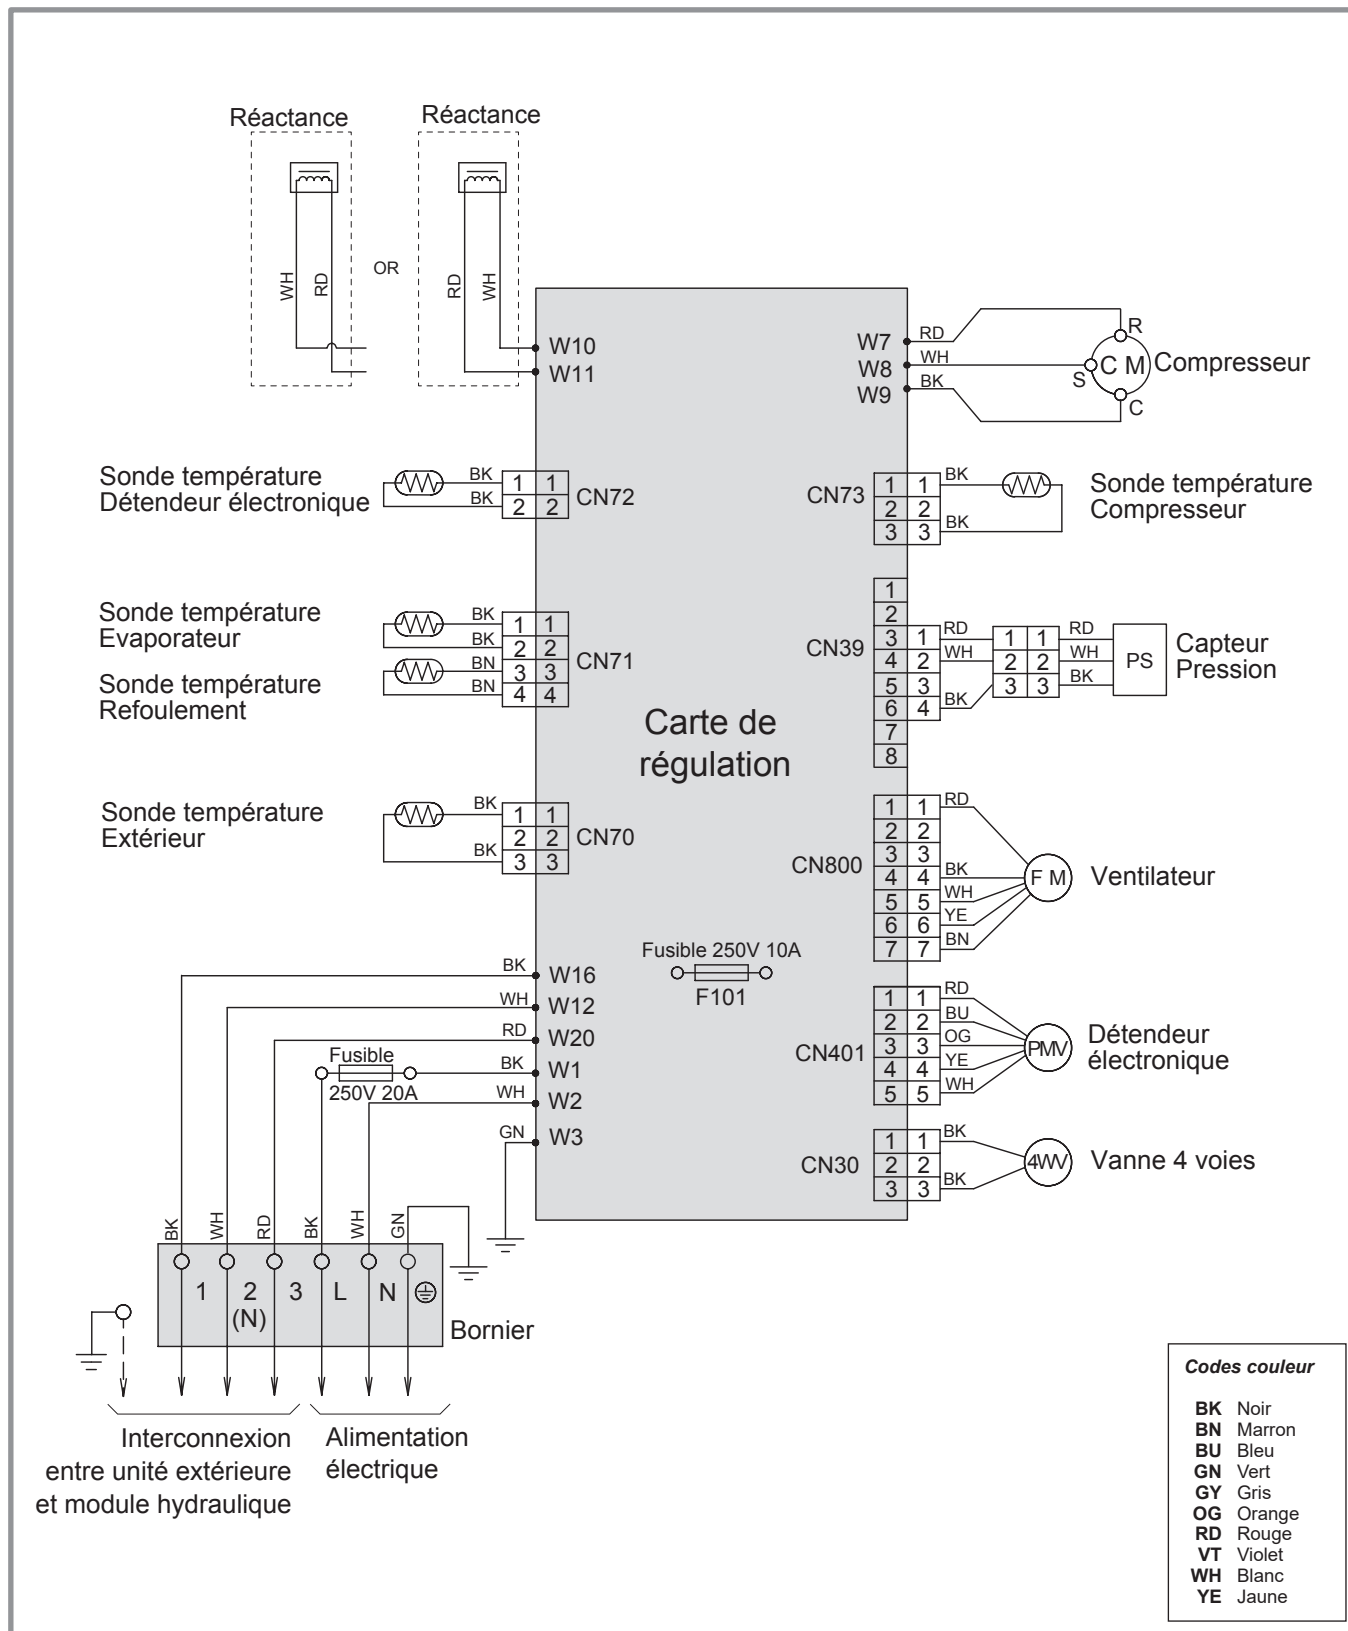 Réactance
Réactance
WH
RD
OR
RD
WH
W10
W11
W7
W8
W9
RD
WH
BK
R
S
C M
C
Compresseur
Sonde température
Détendeur électronique
BK
BK
1 1
2 2
CN72
CN73
1 1
2 2
3 3
BK
BK
Sonde température
Compresseur
Sonde température
Evaporateur
Sonde température
Refoulement
BK
BK
BN
BN
1 1
2 2
3 3
4 4
CN71
CN39
1
2
3 1
4 2
5 3
6 4
7
8
RD
WH
BK
1 1
2 2
3 3
RD
WH
BK
PS
Capteur
Pression
Carte de
régulation
Sonde température
Extérieur
BK
BK
1 1
2 2
3 3
CN70
CN800
1 1
2 2
3 3
4 4
5 5
6 6
7 7
RD
BK
WH
YE
BN
F M
Ventilateur
Fusible 250V 10A
F101
BK
W16
WH
W12
RD
W20
Fusible
250V 20A
BK
W1
WH
W2
GN
W3
CN401
1 1
2 2
3 3
4 4
5 5
RD
BU
OG
YE
WH
PMV
Détendeur
électronique
CN30
1 1
2 2
3 3
BK
BK
4WV
Vanne 4 voies
BK
WH
RD
BK
WH
GN
1 2 3 L N
(N)
Bornier
Interconnexion
entre unité extérieure
et module hydraulique
Alimentation
électrique
Codes couleur
BK Noir
BN Marron
BU Bleu
GN Vert
GY Gris
OG Orange
RD Rouge
VT Violet
WH Blanc
YE Jaune